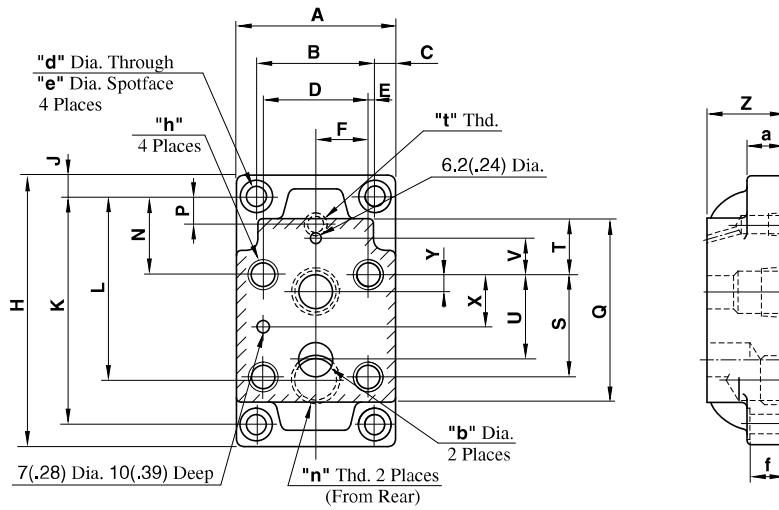 A
B
C
"d" Dia. Through
"e" Dia. Spotface
4 Places
D
E
"h"
4 Places
F
"t" Thd.
6.2(.24) Dia.
Z
a
J
P
N
H
K
L
Y
V
T
X
U
S
Q
"b" Dia.
2 Places
7(.28) Dia. 10(.39) Deep
"n" Thd. 2 Places
(From Rear)
f